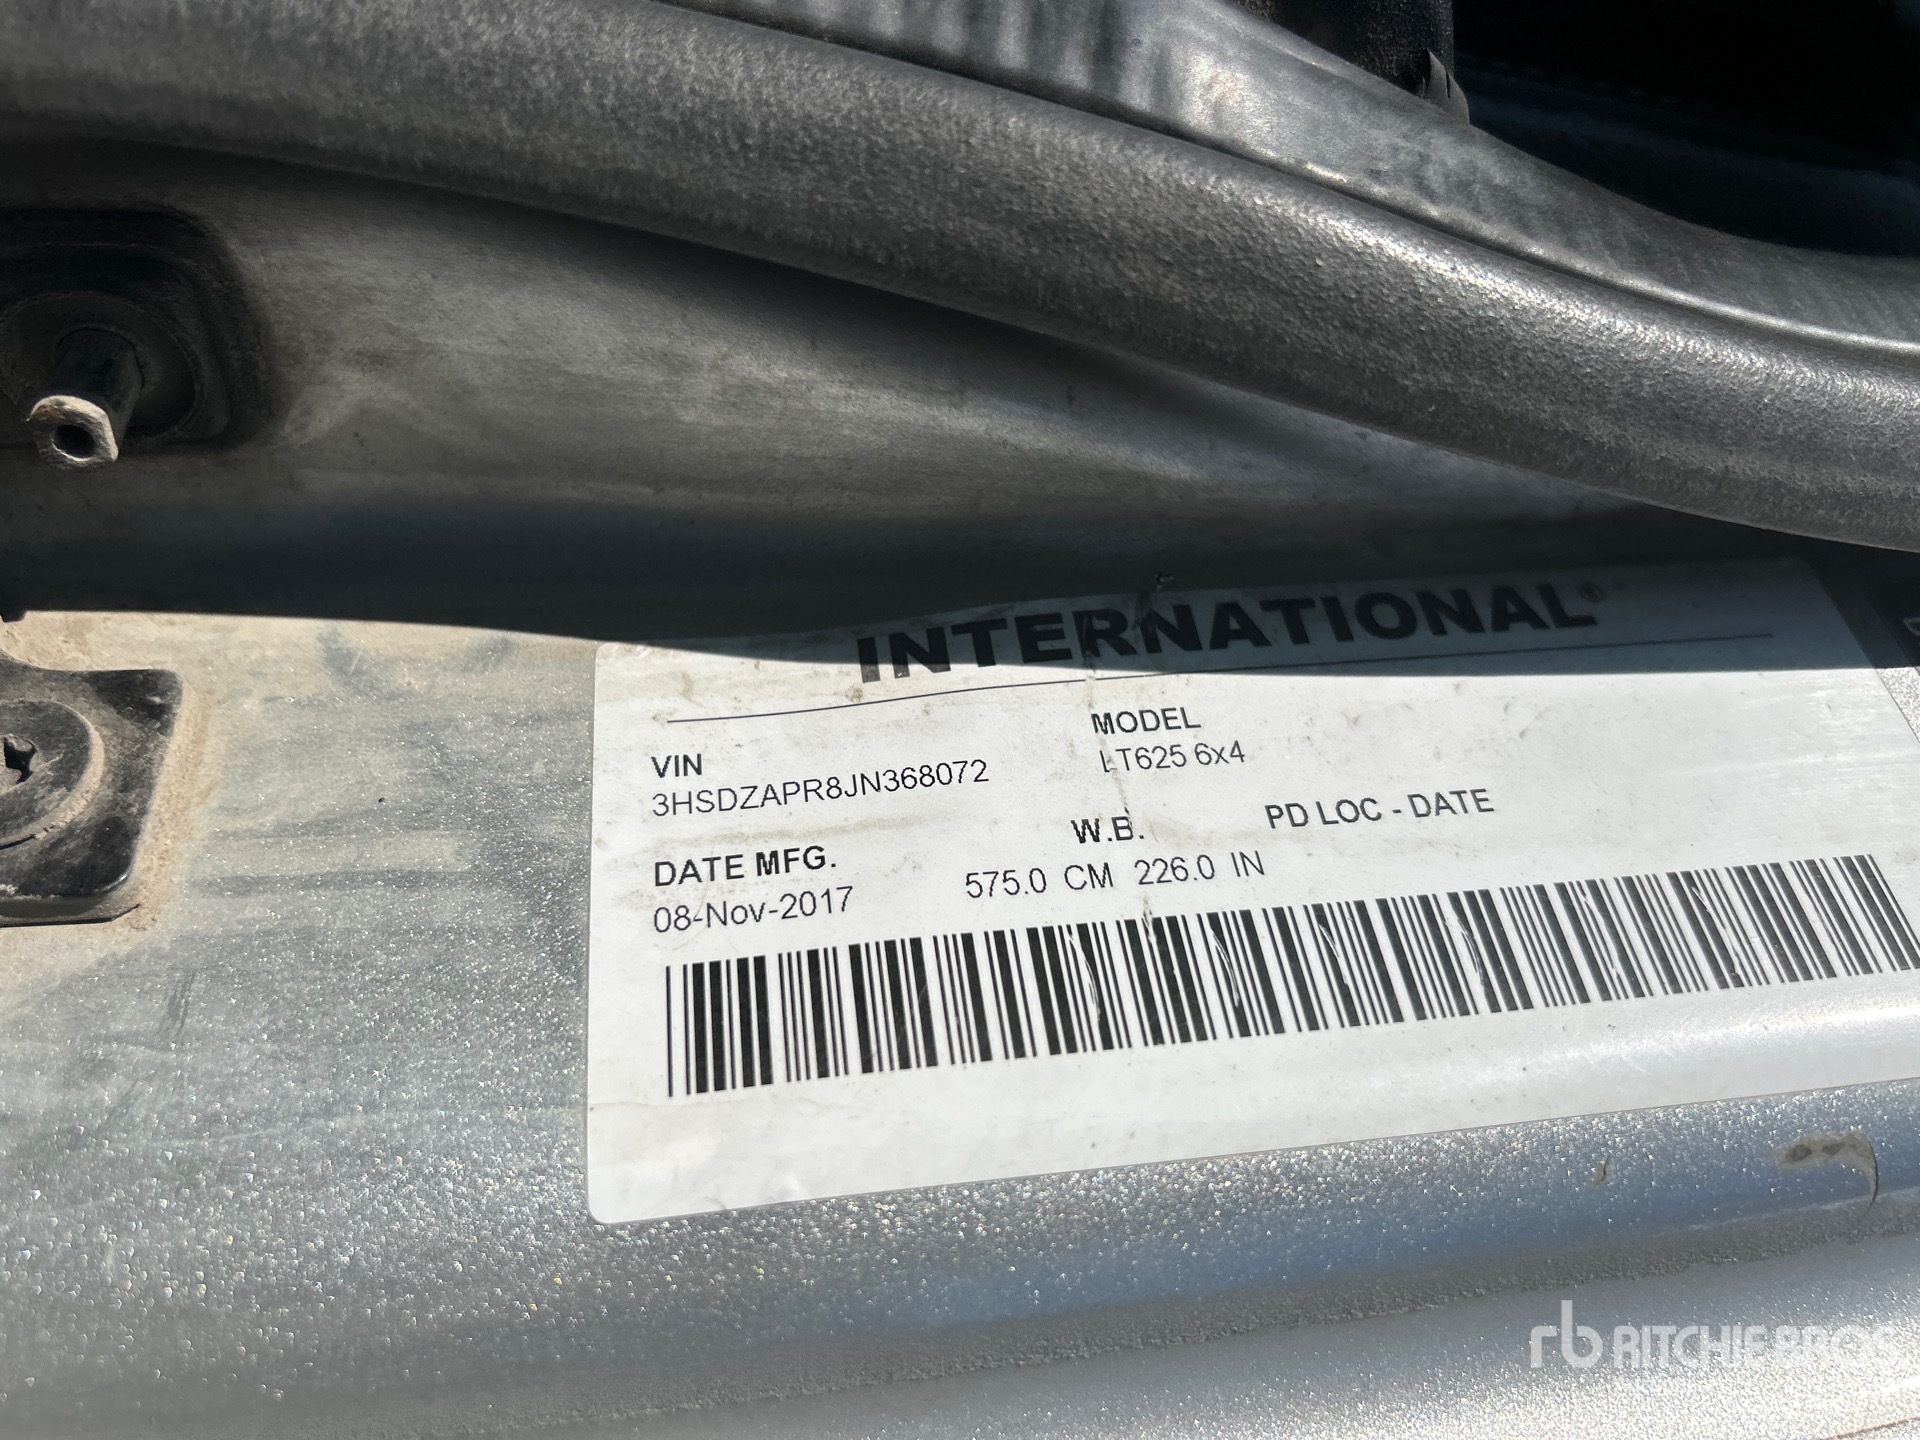 INTERNATIONAL®
VIN
3HSDZAPR8JN368072
MODEL
LT625 6x4
DATE MFG.
08-Nov-2017
W.B.
575.0 CM 226.0 IN
PD LOC - DATE
rb RITCHIE BROS